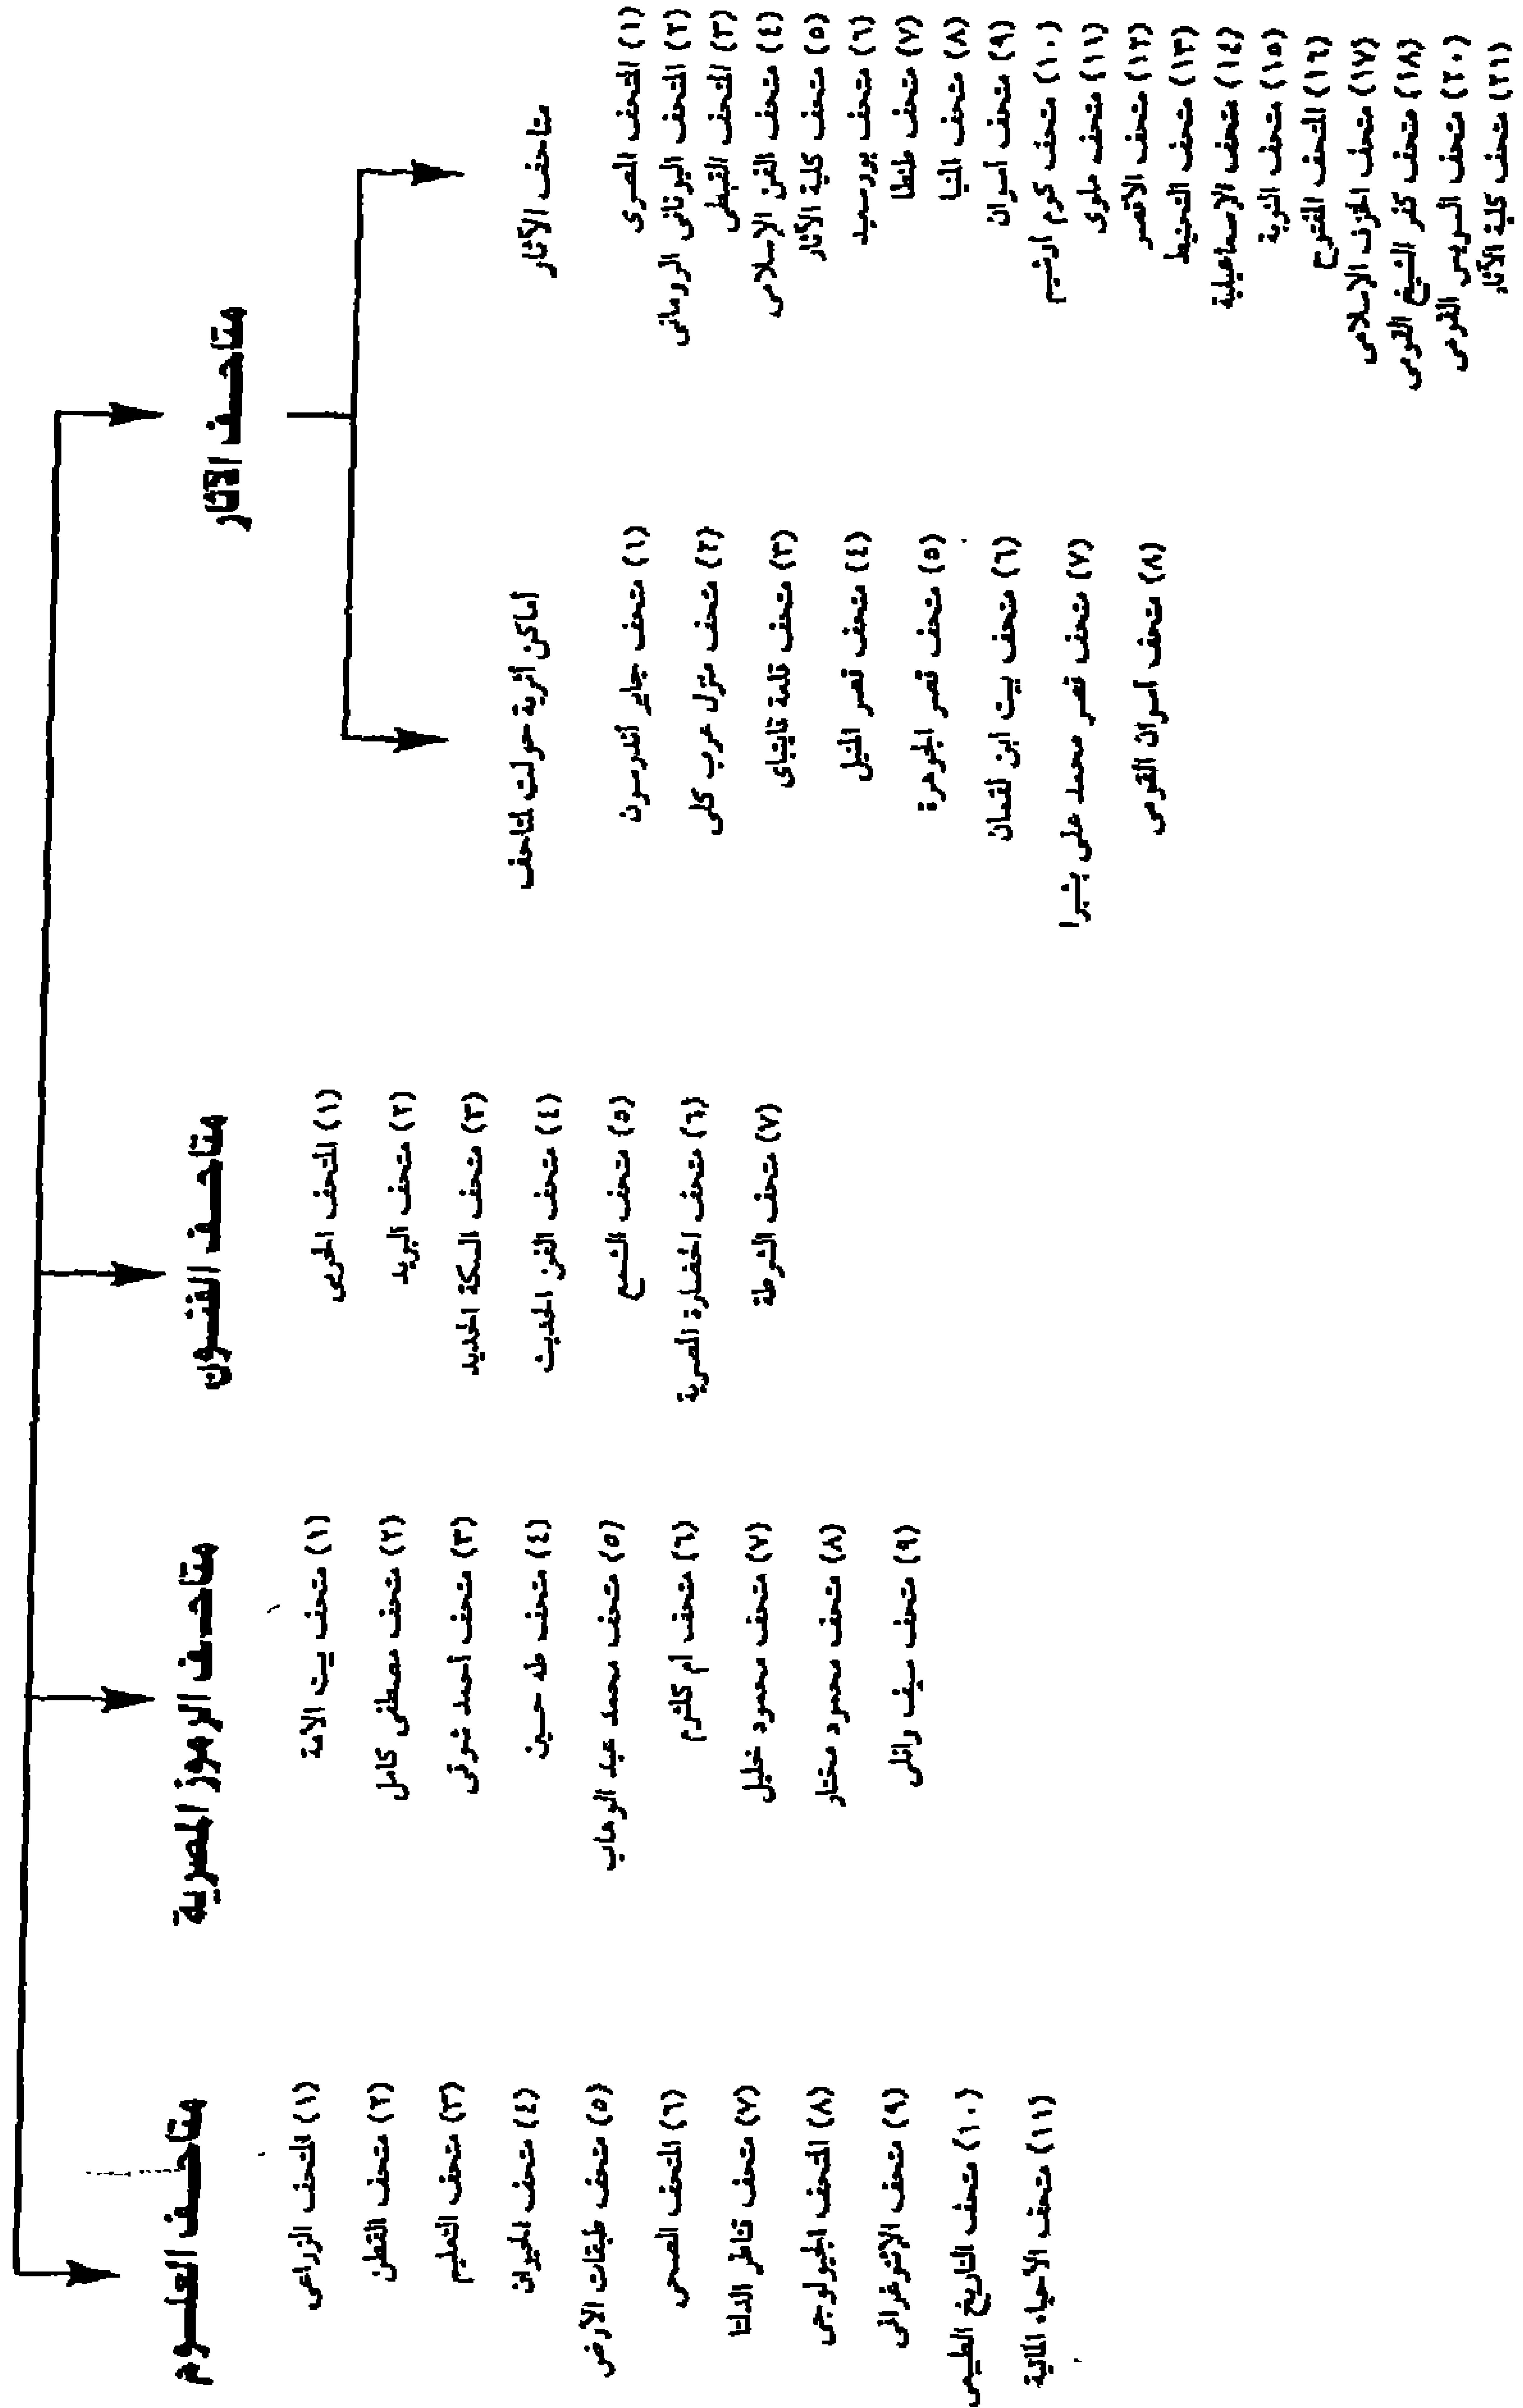 متاحف الآثار
متاحف الآثار
(١) المتحف المصرى
(٢) المتحف اليونانى الرومانى
(٣) المتحف القبطى
(٤) متحف الفن الإسلامى
(٥) متحف كلية الآثار
(٦) متحف بورسعيد
(٧) متحف طنطا
(٨) متحف المنيا
(٩) متحف أسوان
(١٠) متحف كوم أوشيم
(١١) متحف ملوى
(١٢) متحف الأقصر
(١٣) متحف التحنيط
(١٤) متحف الإسماعيلية
(١٥) متحف النوبة
(١٦) المتحف المفتوح
(١٧) متحف الخزف الإسلامى
(١٨) متحف كفر الشيخ القومى
(٢٠) متحف السويس القومى
(٢١) متحف كلية الآثار
أماكن أثرية حولت لمتاحف
(١) متحف جاير أندرسون
(٢) متحف منزل عرب كلى
(٣) متحف قلعة قايتباى
(٤) متحف قصر المنيل
(٥) متحف قصر الجوهرة
(٦) متحف بيت ابن لقمان
(٧) متحف قصر محمد على بشبرا
(٨) متحف أسوان القومى
متاحف الفنون
(١) المتحف الحربى
(٢) متحف البريد
(٣) متحف السكة الحديد
(٤) متحف الفن الحديث
(٥) متحف الشمع
(٦) متحف الحضارة المصرية
(٧) متحف الشرطة
متاحف الرموز المصرية
(١) متحف بيت الأمة
(٢) متحف مصطفى كامل
(٣) متحف أحمد شوقى
(٤) متحف طه حسين
(٥) متحف محمد عبد الوهاب
(٦) متحف أم كلثوم
(٧) متحف محمود خليل
(٨) متحف محمود مختار
(٩) متحف سيف وانلى
متاحف العلوم
(١) المتحف الزراعى
(٢) متحف القطن
(٣) متحف التعليم
(٤) متحف الحيوان
(٥) متحف طبقات الأرض
(٦) المتحف الصحى
(٧) متحف قناطر الدلتا
(٨) المتحف الجيولوجى
(٩) متحف الإثنوغرافى
(١٠) متحف التاريخ الطبيعى
(١١) متحف الأحياء المائية